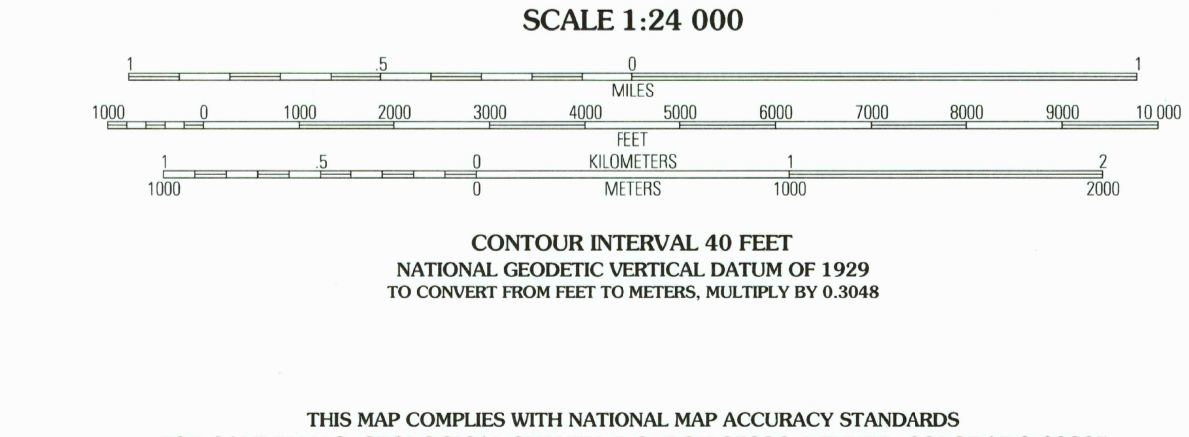 SCALE 1:24 000
1 .5 0 1
MILES
1000 0 1000 2000 3000 4000 5000 6000 7000 8000 9000 10 000
FEET
1 .5 0 KILOMETERS 1 2
1000 0 METERS 1000 2000
CONTOUR INTERVAL 40 FEET
NATIONAL GEODETIC VERTICAL DATUM OF 1929
TO CONVERT FROM FEET TO METERS, MULTIPLY BY 0.3048
THIS MAP COMPLIES WITH NATIONAL MAP ACCURACY STANDARDS